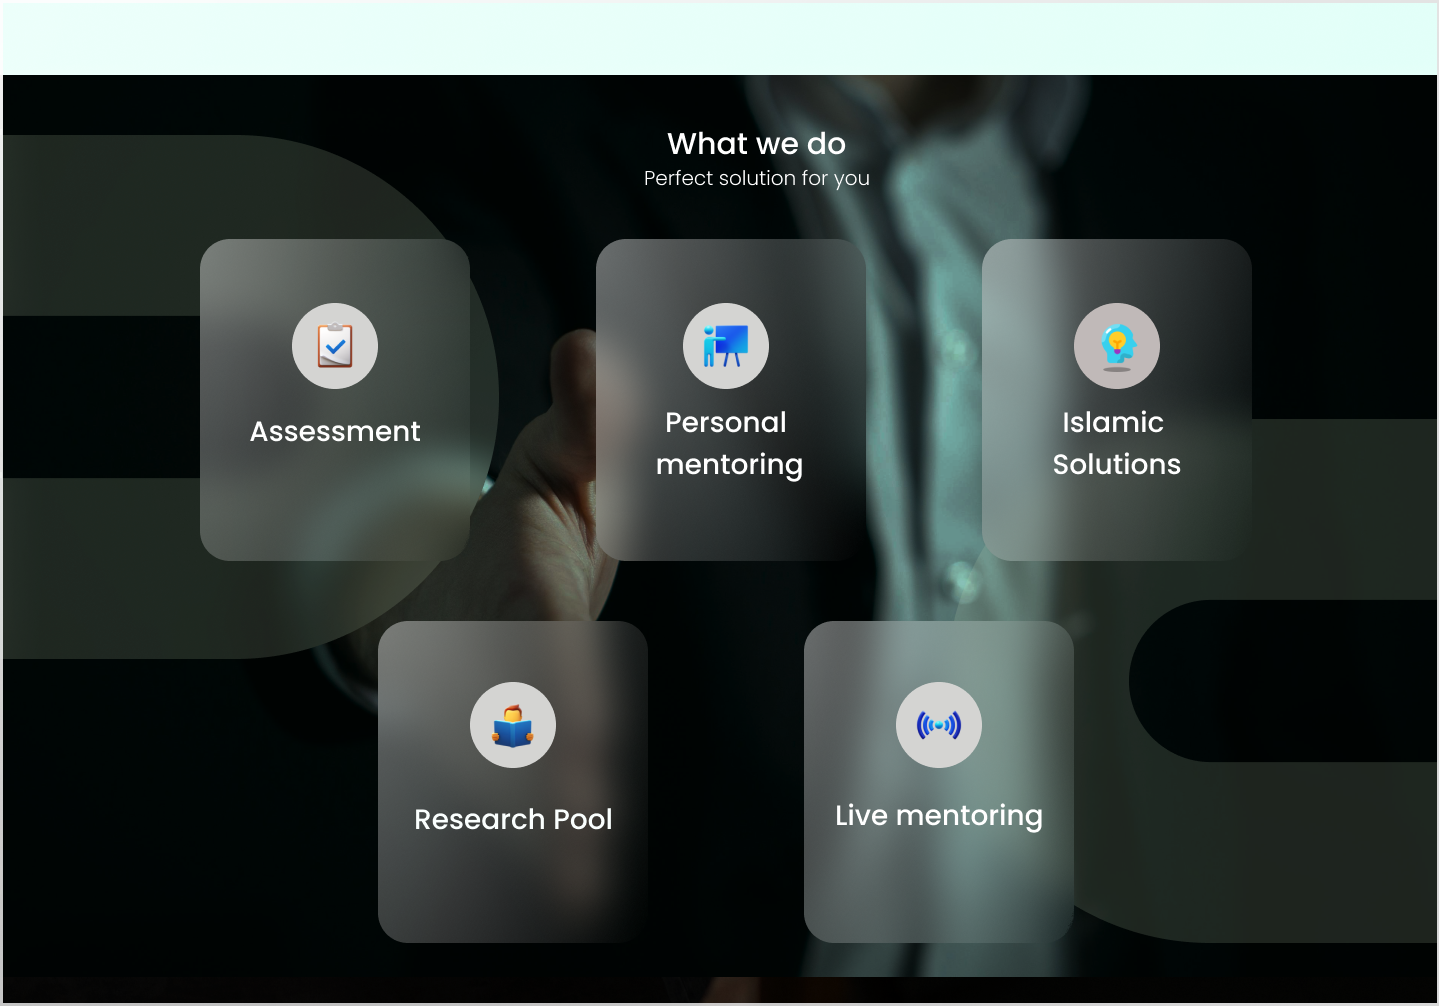 What we do
Perfect solution for you
Assessment
Personal
mentoring
Islamic
Solutions
Research Pool
Live mentoring